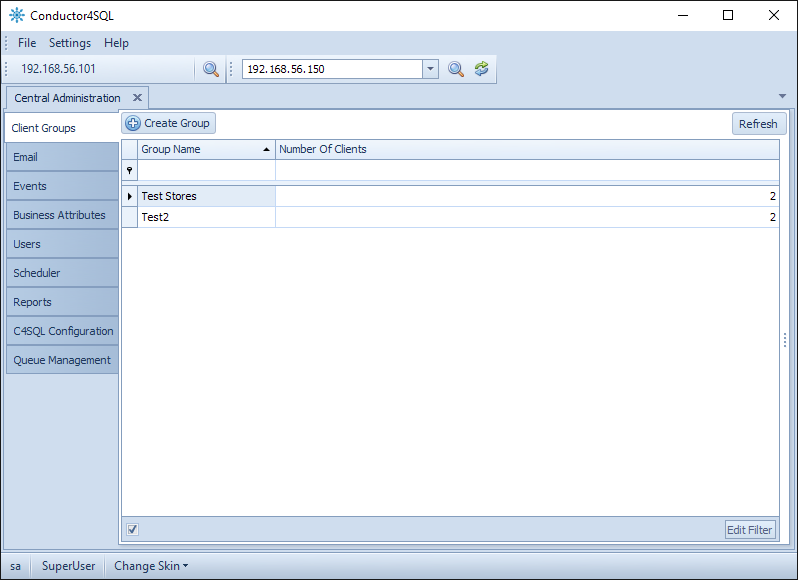 Conductor4SQL
File Settings Help
192.168.56.101 192.168.56.150
Central Administration
Client Groups
Email
Events
Business Attributes
Users
Scheduler
Reports
C4SQL Configuration
Queue Management
Create Group Refresh
Group Name Number Of Clients
Test Stores 2
Test2 2
Edit Filter
sa SuperUser Change Skin